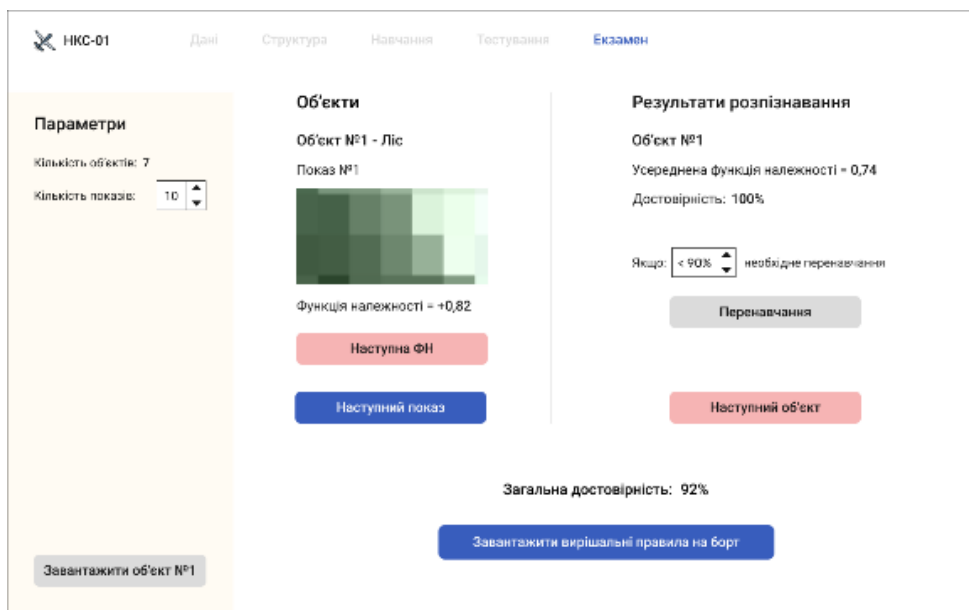 НКС-01
Дані
Структура
Навчання
Тестування
Екзамен
Параметри
Кількість об'єктів: 7
Кількість показів: 10
Завантажити об'єкт №1
Об'єкти
Об'єкт №1 - Ліс
Показ №1
Функція належності = +0,82
Наступна ФН
Наступний показ
Результати розпізнавання
Об'єкт №1
Усереднена функція належності = 0,74
Достовірність: 100%
Якщо: < 90% необхідне перенавчання
Перенавчання
Наступний об'єкт
Загальна достовірність: 92%
Завантажити вирішальні правила на борт